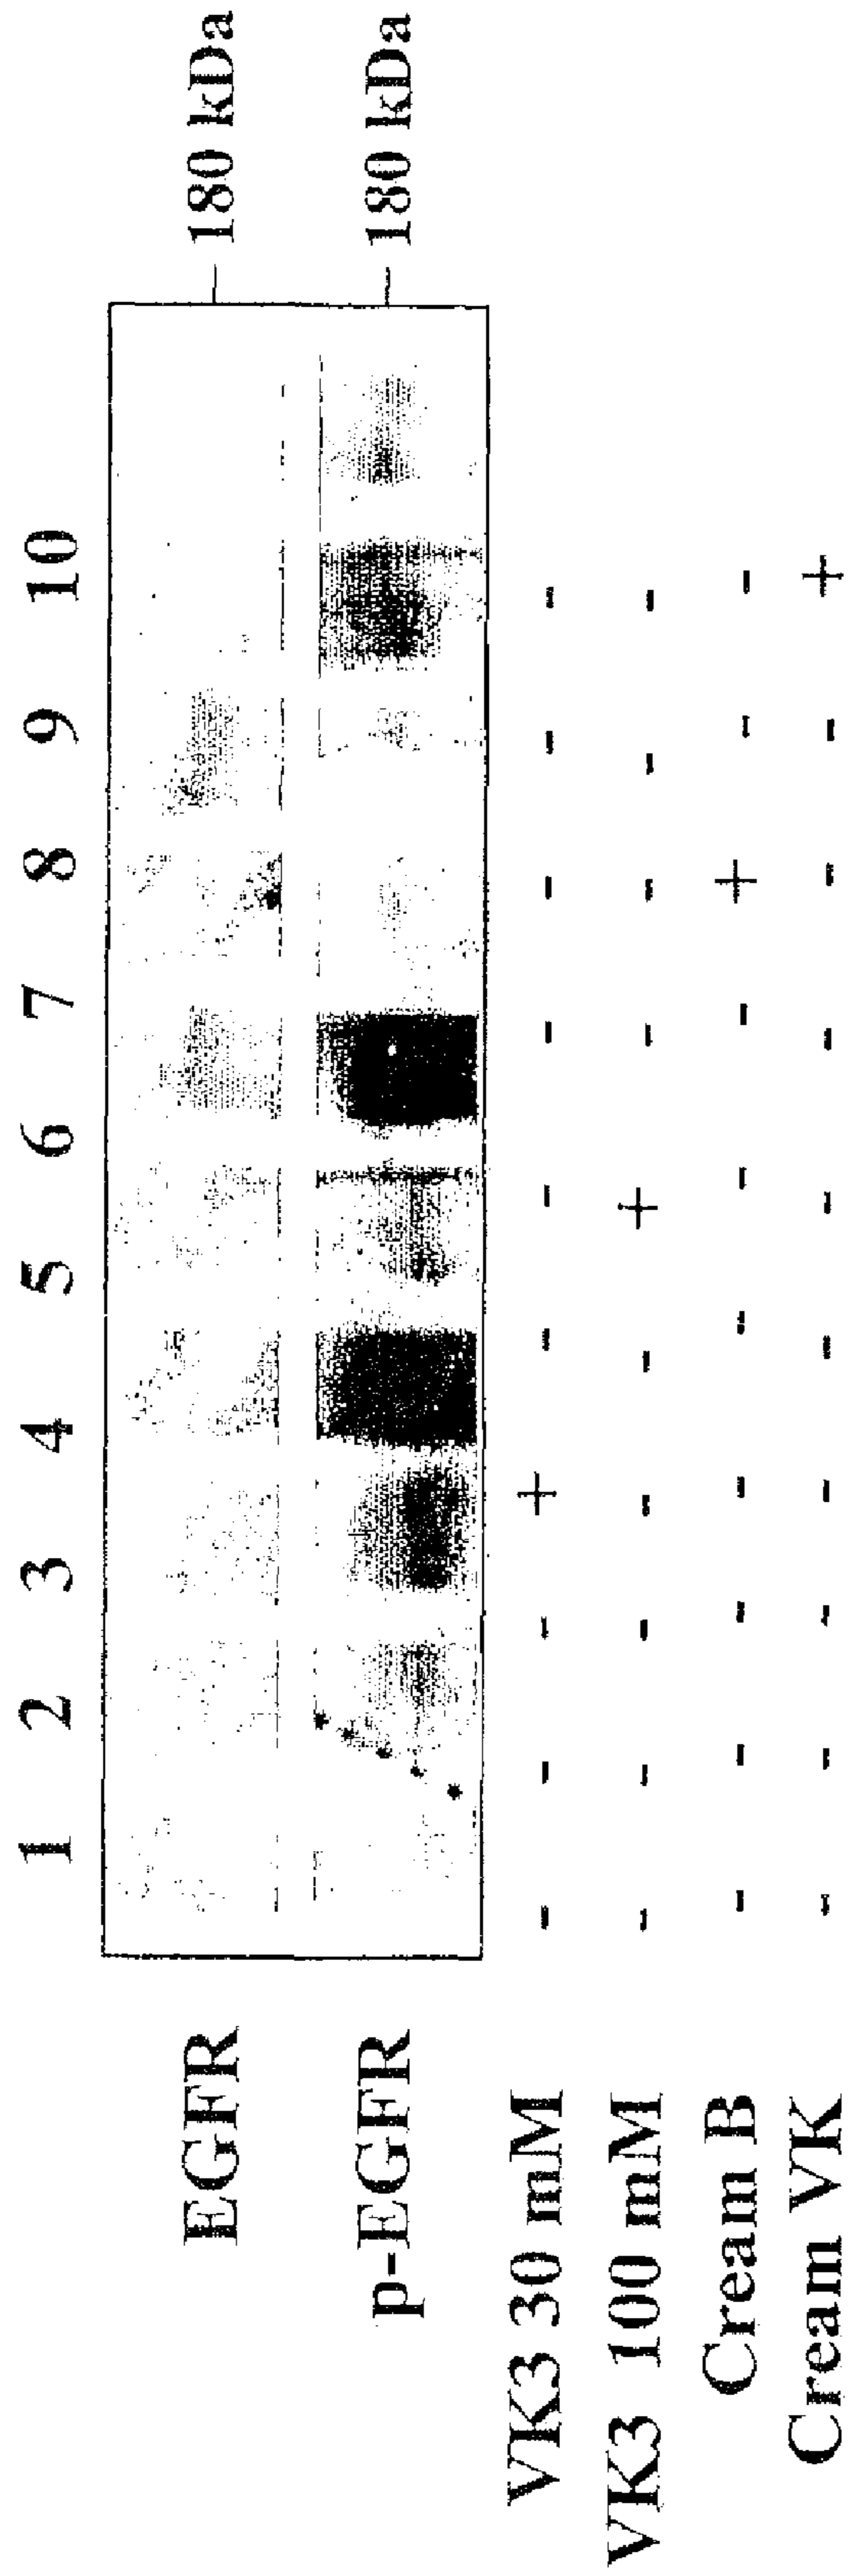 1 2 3 4 5 6 7 8 9 10
EGFR 180 kDa
p-EGFR 180 kDa
VK3 30 mM - - - + - - - - - -
VK3 100 mM - - - - - + - - - -
Cream B - - - - - - - + - -
Cream VK - - - - - - - - - +